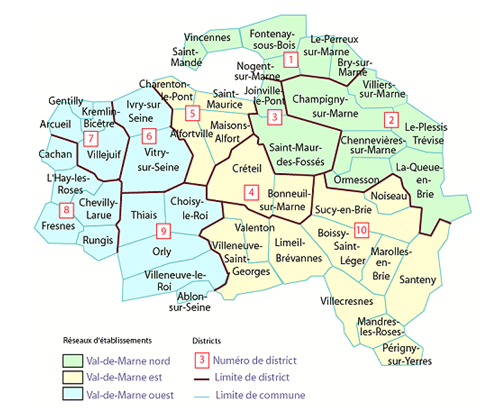 Vincennes
Fontenay-
sous-Bois
Le-Perreux
sur-Marne
Saint-
Mandé
1
Bry-sur-
Marne
Nogent-
sur-Marne
Charenton-
le-Pont
Joinville-
le-Pont
Villiers-
sur-Marne
Gentilly
Ivry-sur-
Seine
Saint-
Maurice
Champigny-
sur-Marne
Kremlin-
Bicêtre
5
3
2
Arcueil
6
Maisons-
Alfort
Le-Plessis
Trévise
7
Alfortville
Chennevières-
sur-Marne
Cachan
Villejuif
Vitry-
sur-Seine
Saint-Maur-
des-Fossés
La-Queue-
en-Brie
L'Hay-les-
Roses
Créteil
Ormesson
4
Bonneuil-
sur-Marne
Noiseau
Chevilly-
Larue
8
Thiais
Choisy-
le-Roi
Sucy-en-Brie
Fresnes
9
Valenton
Boissy-
Saint-
Léger
10
Rungis
Orly
Villeneuve-
Saint-
Georges
Limeil-
Brévannes
Marolles-
en-
Brie
Santeny
Villeneuve-le-
Roi
Ablon-
sur-Seine
Villecresnes
Mandres-
les-Roses-
Périgny-
sur-Yerres
Réseaux d'établissements
Districts
Val-de-Marne nord
3 Numéro de district
Val-de-Marne est
Limite de district
Val-de-Marne ouest
Limite de commune